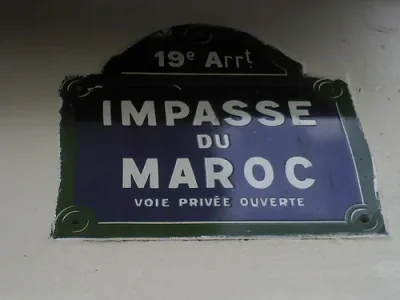 19e Arrt
IMPASSE
DU
MAROC
VOIE PRIVÉE OUVERTE